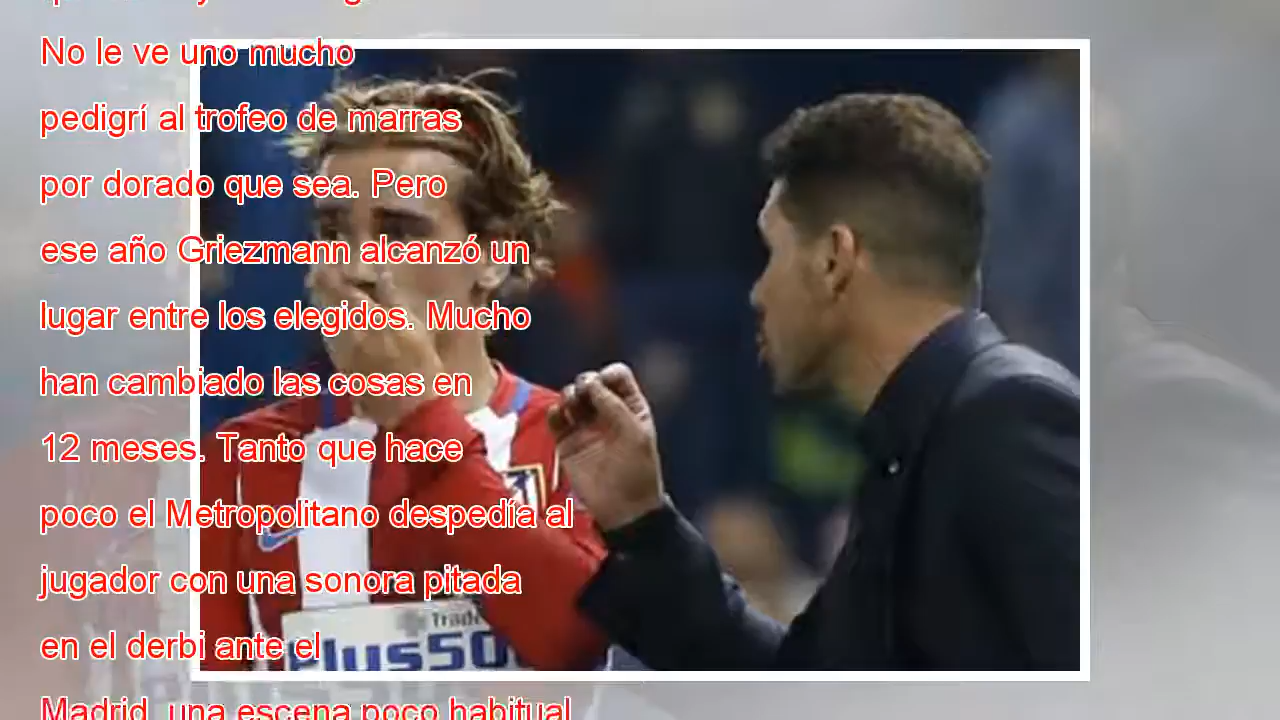 No le ve uno mucho
pedigrí al trofeo de marras
por dorado que sea. Pero
ese año Griezmann alcanzó un
lugar entre los elegidos. Mucho
han cambiado las cosas en
12 meses. Tanto que hace
poco el Metropolitano despedía al
jugador con una sonora pitada
en el derbi ante el
Madrid, una escena poco habitual
Plus50